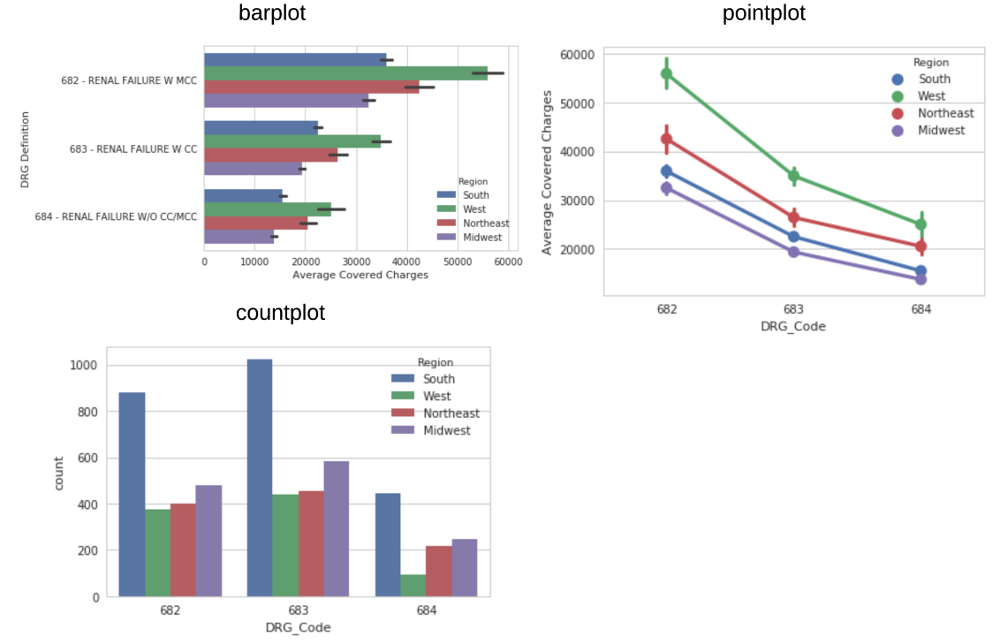 barplot
682 - RENAL FAILURE W MCC
683 - RENAL FAILURE W CC
684 - RENAL FAILURE W/O CC/MCC
DRG Definition
Region
South
West
Northeast
Midwest
0 10000 20000 30000 40000 50000 60000
Average Covered Charges
pointplot
60000
50000
40000
30000
20000
Average Covered Charges
Region
South
West
Northeast
Midwest
682 683 684
DRG_Code
countplot
1000
800
600
400
200
0
count
Region
South
West
Northeast
Midwest
682 683 684
DRG_Code